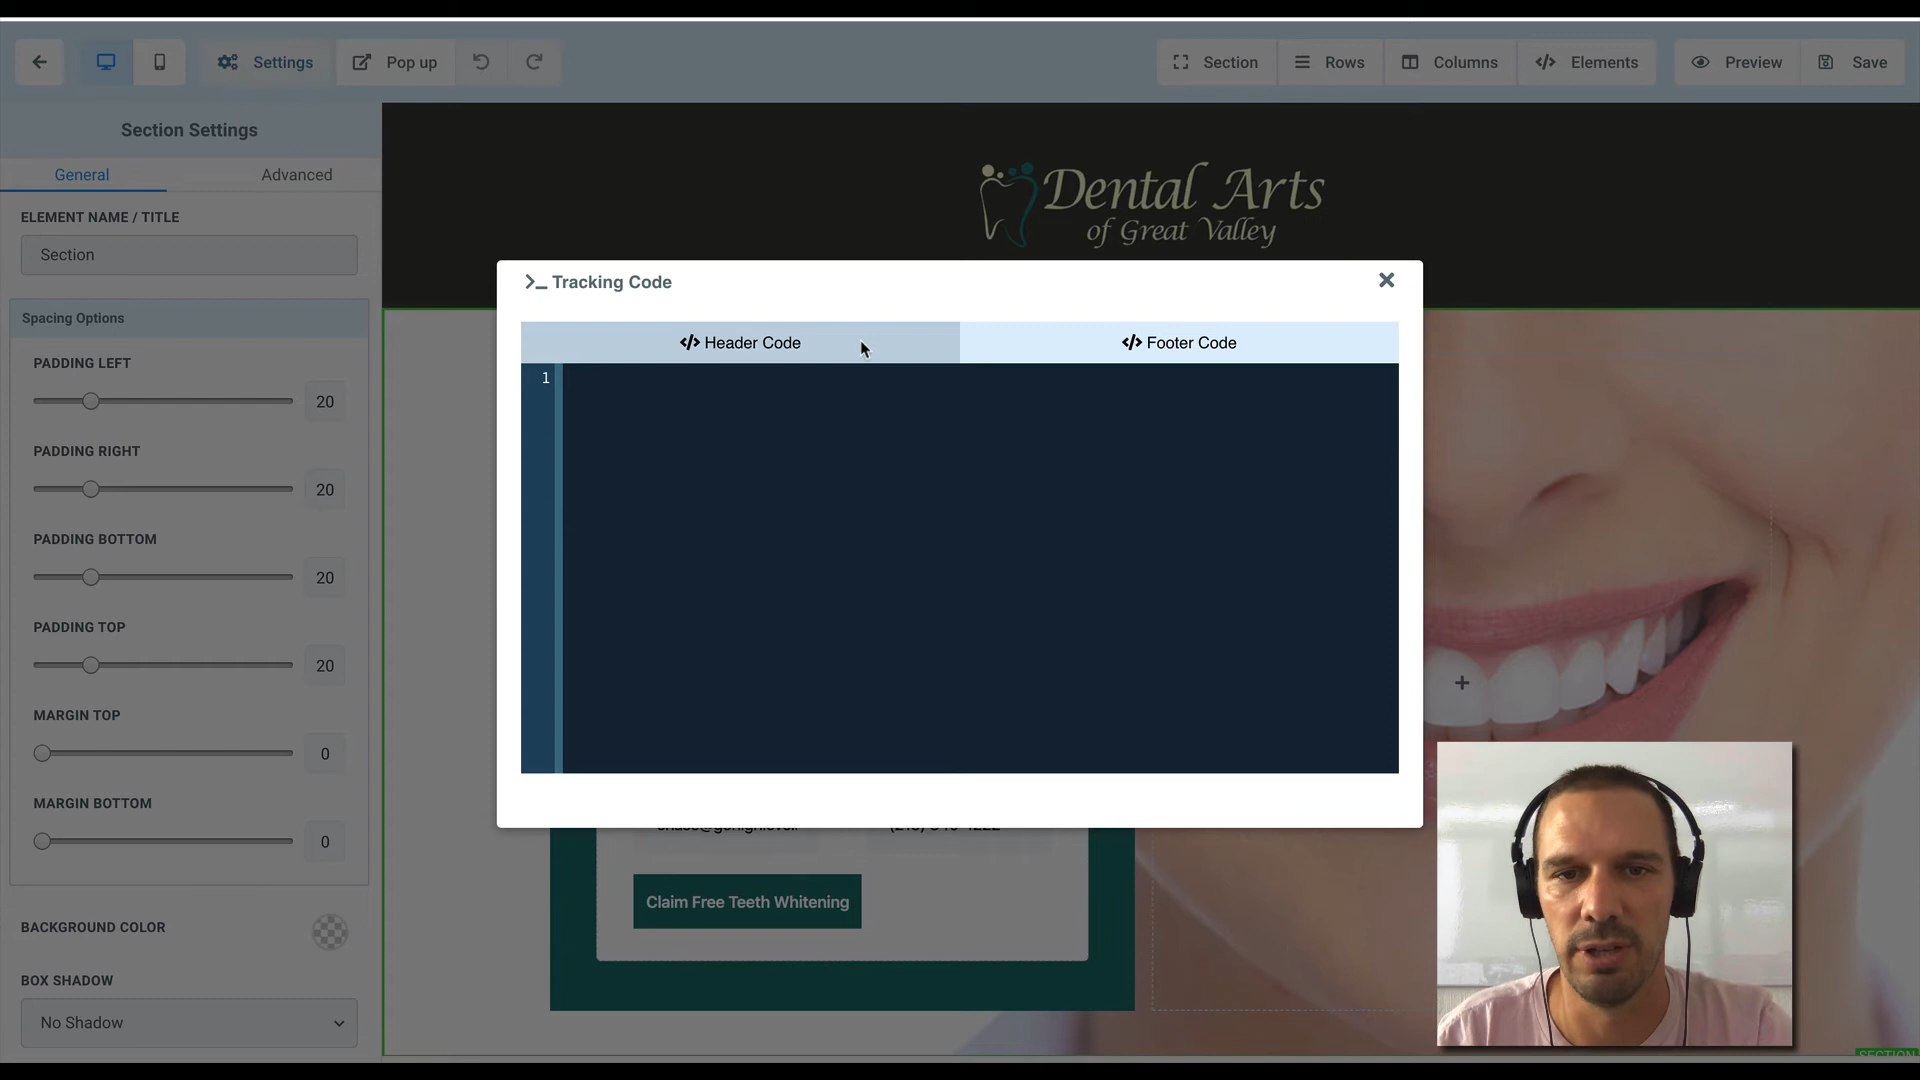 Settings
Pop up
Section
Rows
Columns
Elements
Preview
Save
Section Settings
General
Advanced
ELEMENT NAME / TITLE
Section
Spacing Options
PADDING LEFT
20
PADDING RIGHT
20
PADDING BOTTOM
20
PADDING TOP
20
MARGIN TOP
0
MARGIN BOTTOM
0
BACKGROUND COLOR
BOX SHADOW
No Shadow
Dental Arts
of Great Valley
>_ Tracking Code
</> Header Code
</> Footer Code
1
Claim Free Teeth Whitening
SECTION